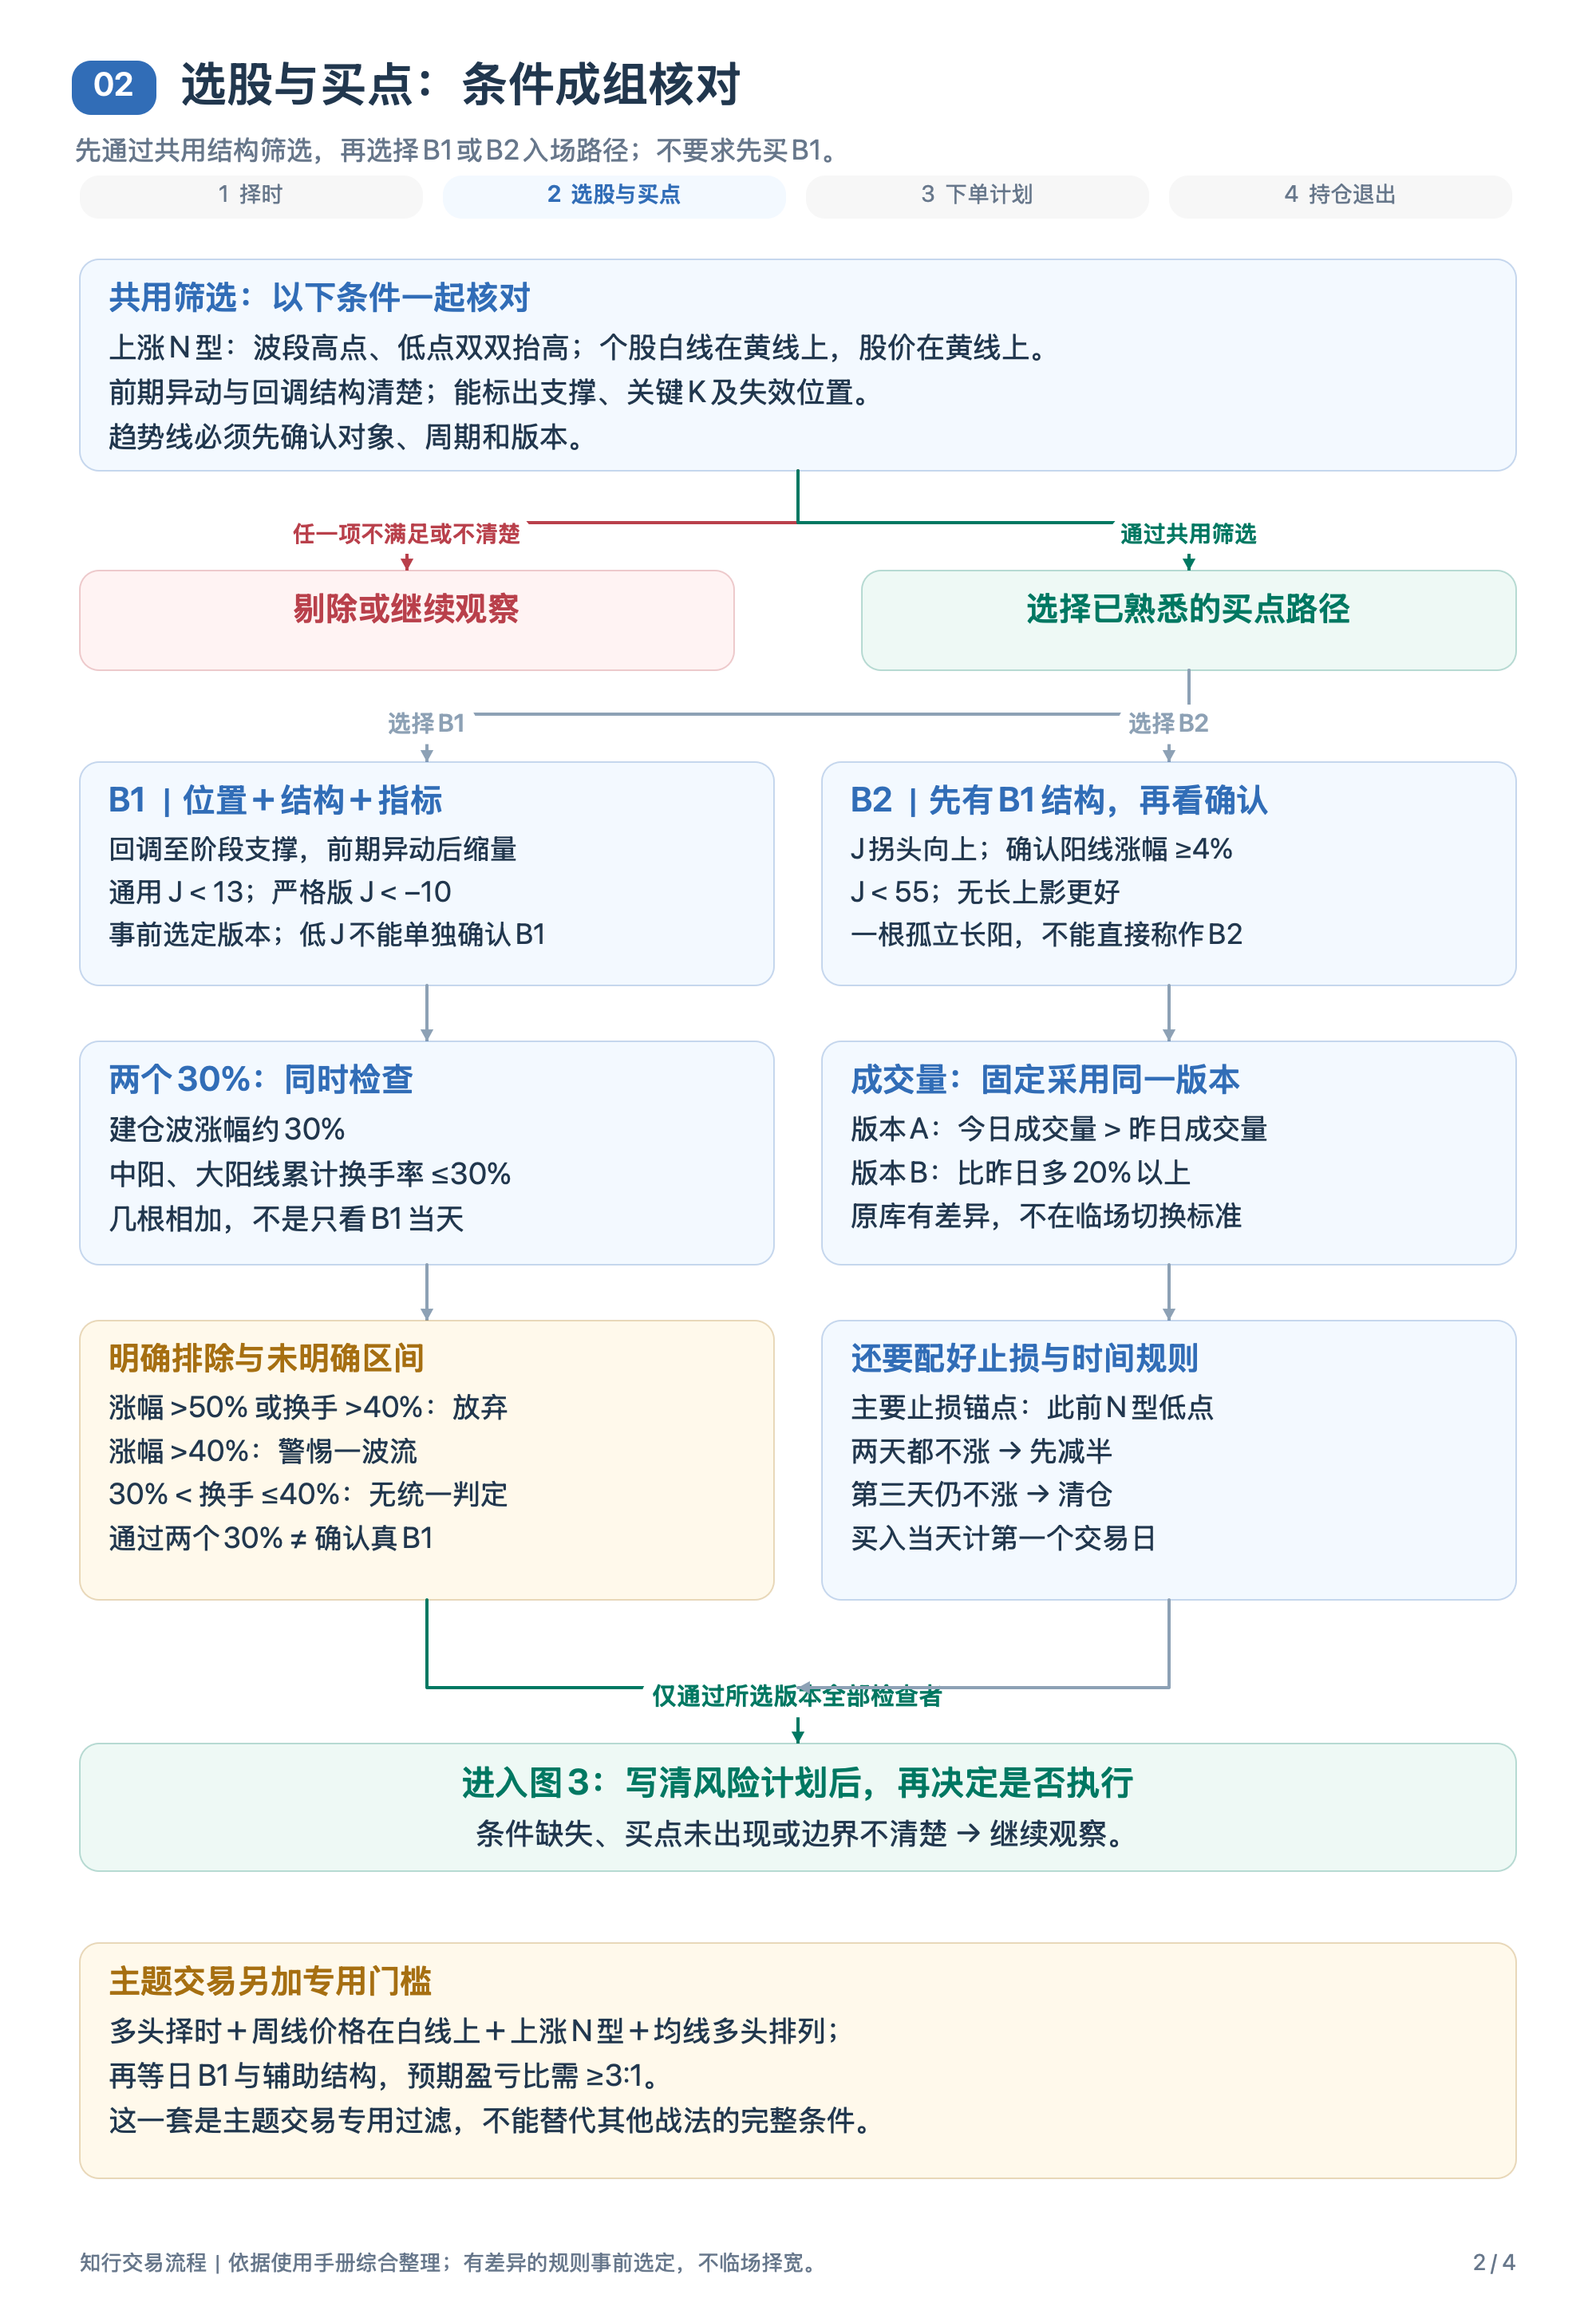 02 选股与买点：条件成组核对
先通过共用结构筛选，再选择B1或B2入场路径；不要求先买B1。
1 择时
2 选股与买点
3 下单计划
4 持仓退出
共用筛选：以下条件一起核对
上涨N型：波段高点、低点双双抬高；个股白线在黄线上，股价在黄线上。
前期异动与回调结构清楚；能标出支撑、关键K及失效位置。
趋势线必须先确认对象、周期和版本。
任一项不满足或不清楚
通过共用筛选
剔除或继续观察
选择已熟悉的买点路径
选择B1
选择B2
B1 | 位置+结构+指标
回调至阶段支撑，前期异动后缩量
通用 J < 13；严格版 J < −10
事前选定版本；低J不能单独确认B1
B2 | 先有B1结构，再看确认
J拐头向上；确认阳线涨幅 ≥4%
J < 55；无长上影更好
一根孤立长阳，不能直接称作B2
两个30%：同时检查
建仓波涨幅约30%
中阳、大阳线累计换手率 ≤30%
几根相加，不是只看B1当天
成交量：固定采用同一版本
版本A：今日成交量 > 昨日成交量
版本B：比昨日多20%以上
原库有差异，不在临场切换标准
明确排除与未明确区间
涨幅 >50% 或换手 >40%：放弃
涨幅 >40%：警惕一波流
30% < 换手 ≤40%：无统一判定
通过两个30% ≠ 确认真B1
还要配好止损与时间规则
主要止损锚点：此前N型低点
两天都不涨 → 先减半
第三天仍不涨 → 清仓
买入当天计第一个交易日
仅通过所选版本全部检查者
进入图3：写清风险计划后，再决定是否执行
条件缺失、买点未出现或边界不清楚 → 继续观察。
主题交易另加专用门槛
多头择时+周线价格在白线上+上涨N型+均线多头排列；
再等日B1与辅助结构，预期盈亏比需 ≥3:1。
这一套是主题交易专用过滤，不能替代其他战法的完整条件。
知行交易流程 | 依据使用手册综合整理；有差异的规则事前选定，不临场择宽。
2 / 4